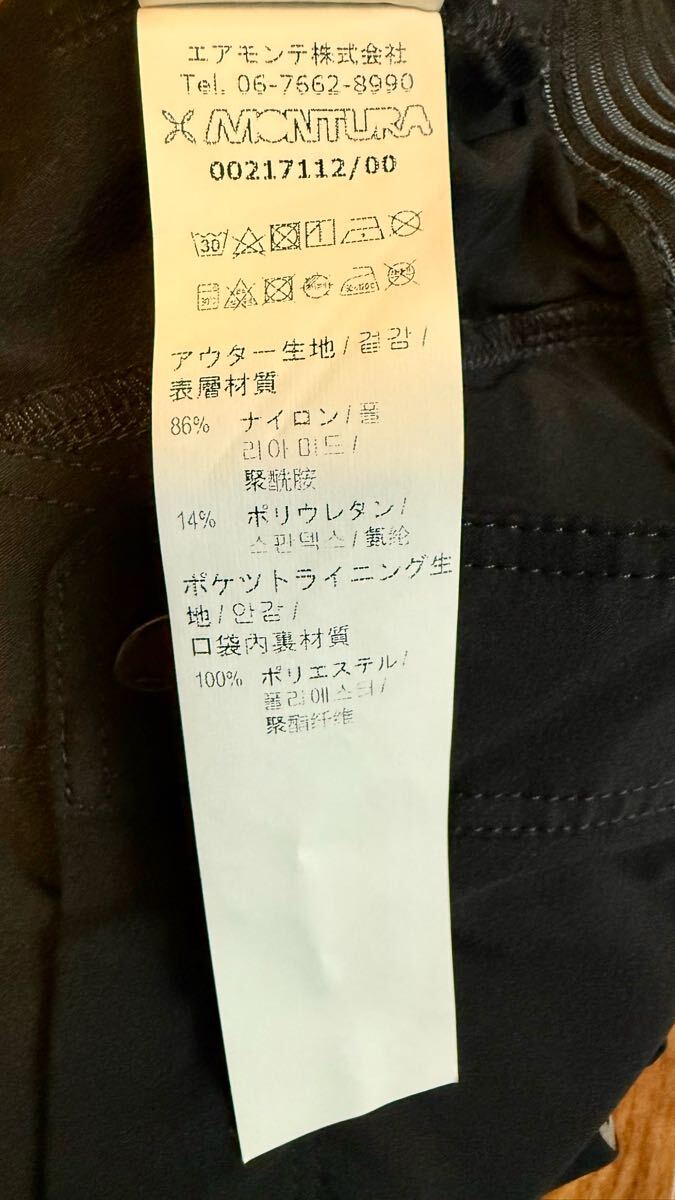 エアモンテ株式会社
Tel. 06-7662-8990
MONTURA
00217112/00
30
アウター生地/겉감/
表層材質
86% ナイロン/폴
리아미드/
聚酰胺
14% ポリウレタン/
스판덱스/氨纶
ポケットライニング生
地/안감/
口袋内裏材質
100% ポリエステル/
폴리에스터/
聚酯纤维